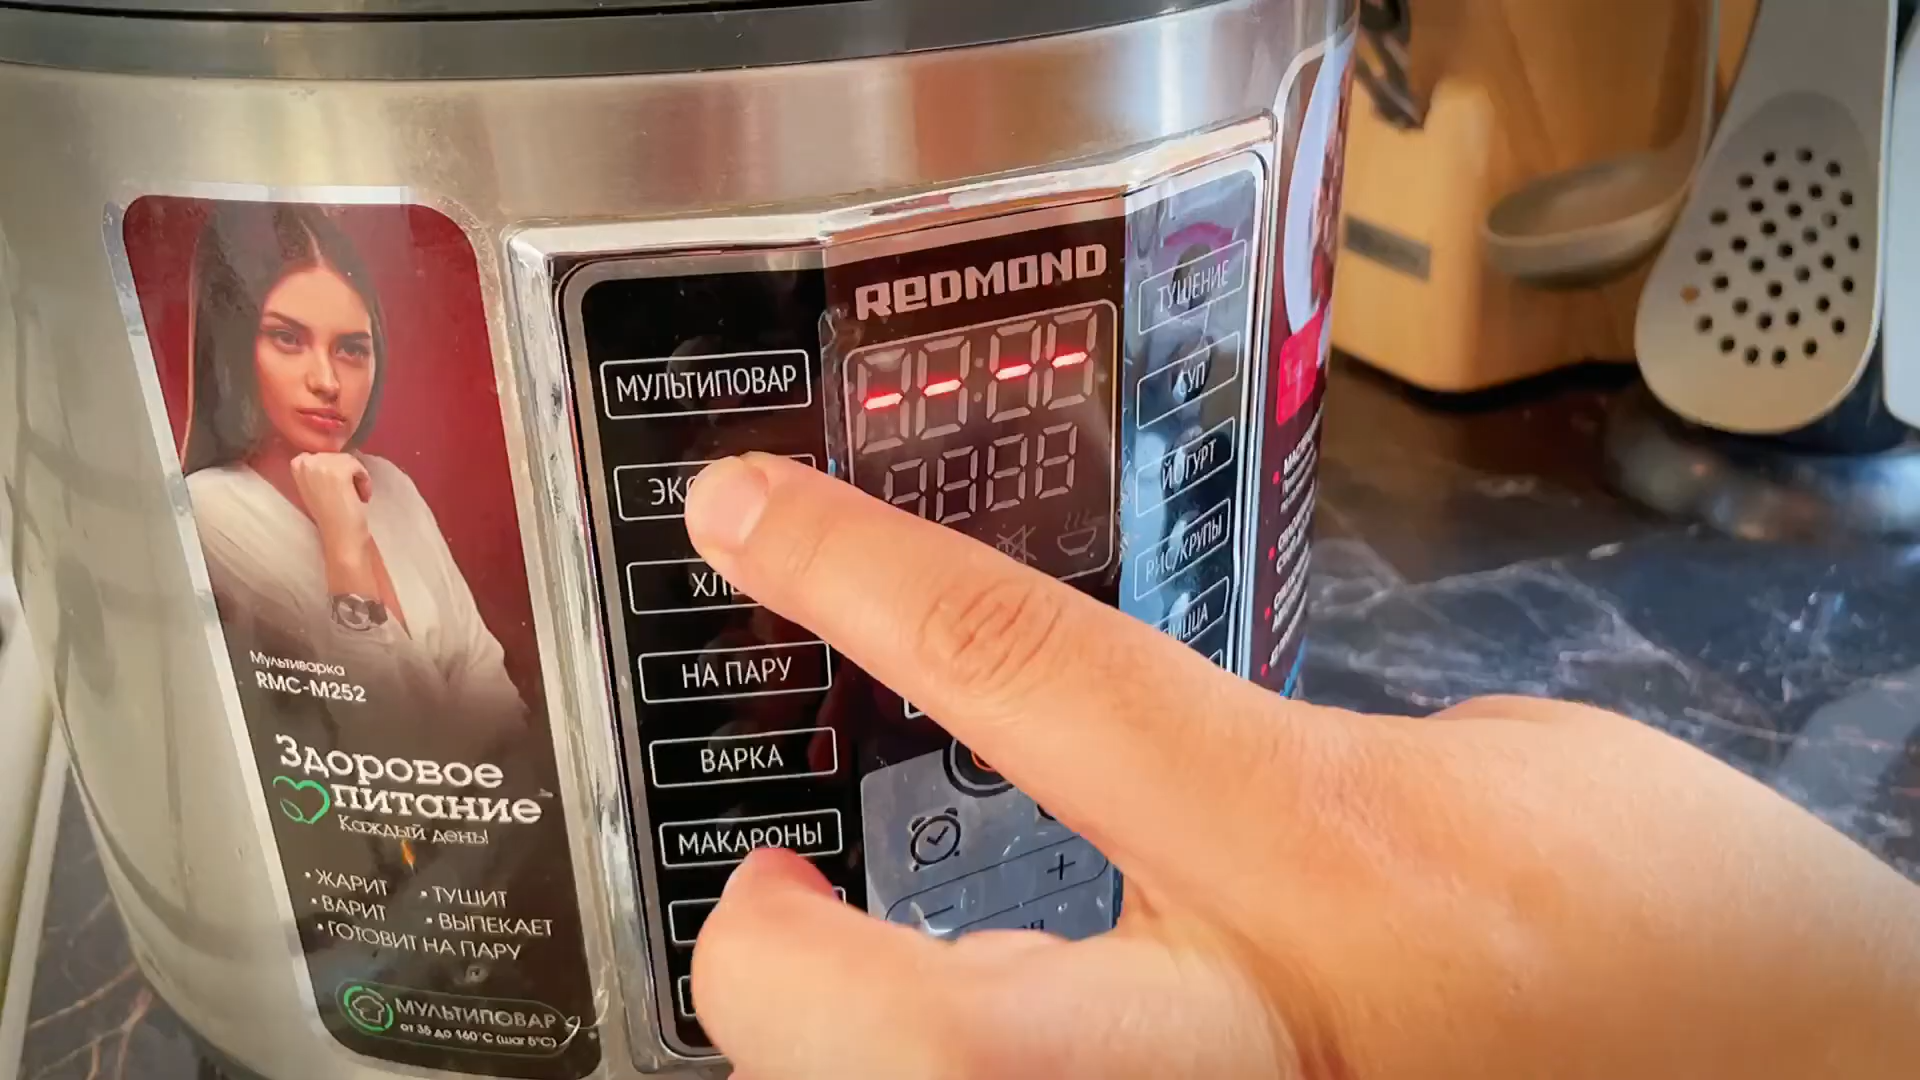 Мультиварка
RMC-M252
Здоровое
питание
Каждый день!
• ЖАРИТ
• ТУШИТ
• ВАРИТ
• ВЫПЕКАЕТ
• ГОТОВИТ НА ПАРУ
МУЛЬТИПОВАР
от 35 до 160°C (шаг 5°C)
МУЛЬТИПОВАР
НА ПАРУ
ВАРКА
МАКАРОНЫ
REDMOND
+
−
ТУШЕНИЕ
СУП
ЙОГУРТ
РИС/КРУПЫ
ПИЦЦА